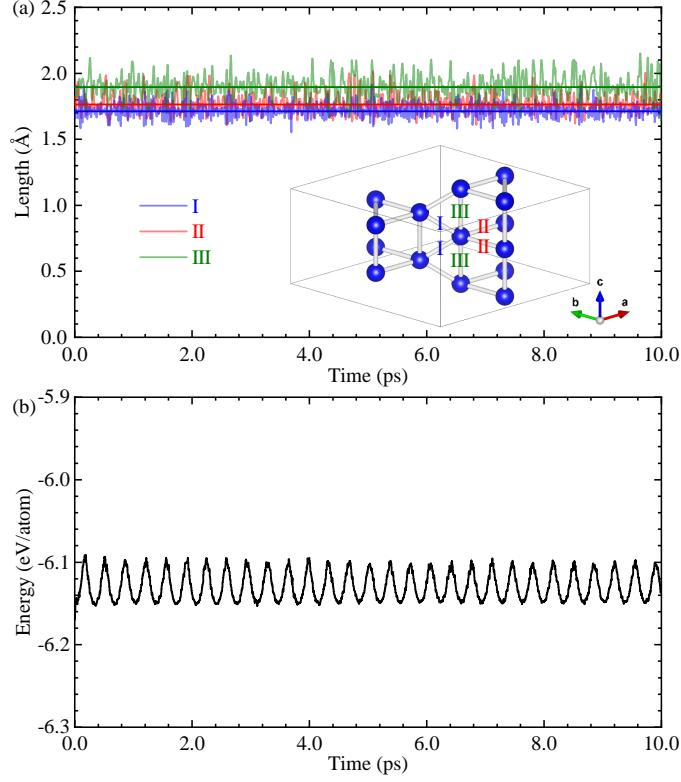 (a)
2.5
2.0
1.5
1.0
0.5
0.0
Length (Å)
I
II
III
III
I
II
I
II
III
c
b
a
0.0 2.0 4.0 6.0 8.0 10.0
Time (ps)
(b)
-5.9
-6.0
-6.1
-6.2
-6.3
Energy (eV/atom)
0.0 2.0 4.0 6.0 8.0 10.0
Time (ps)